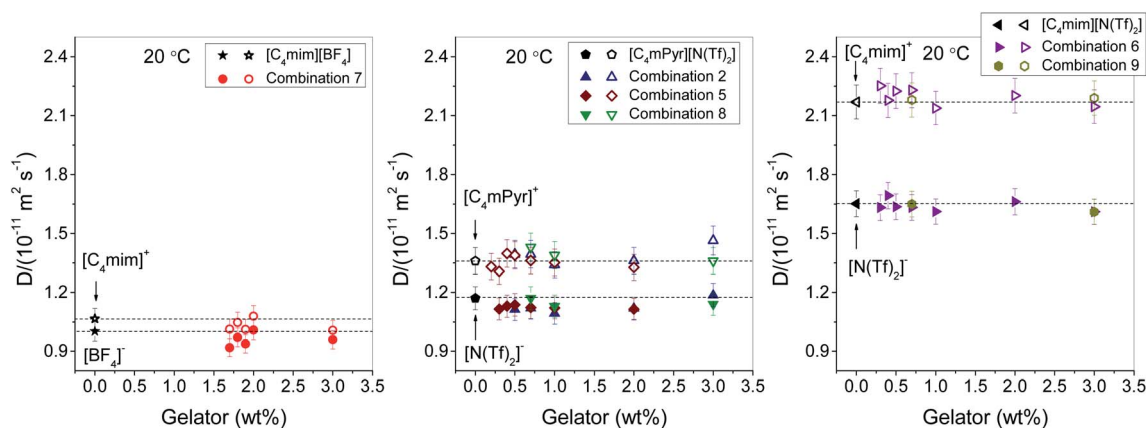 20 °C
[C₄mim][BF₄]
Combination 7
D/(10⁻¹¹ m² s⁻¹)
2.4
2.1
1.8
1.5
1.2
0.9
[C₄mim]⁺
[BF₄]⁻
0.0 0.5 1.0 1.5 2.0 2.5 3.0 3.5
Gelator (wt%)
20 °C
[C₄mPyr][N(Tf)₂]
Combination 2
Combination 5
Combination 8
D/(10⁻¹¹ m² s⁻¹)
2.4
2.1
1.8
1.5
1.2
0.9
[C₄mPyr]⁺
[N(Tf)₂]⁻
0.0 0.5 1.0 1.5 2.0 2.5 3.0 3.5
Gelator (wt%)
[C₄mim][N(Tf)₂]
Combination 6
Combination 9
[C₄mim]⁺
20 °C
D/(10⁻¹¹ m² s⁻¹)
2.4
2.1
1.8
1.5
1.2
0.9
[N(Tf)₂]⁻
0.0 0.5 1.0 1.5 2.0 2.5 3.0 3.5
Gelator (wt%)